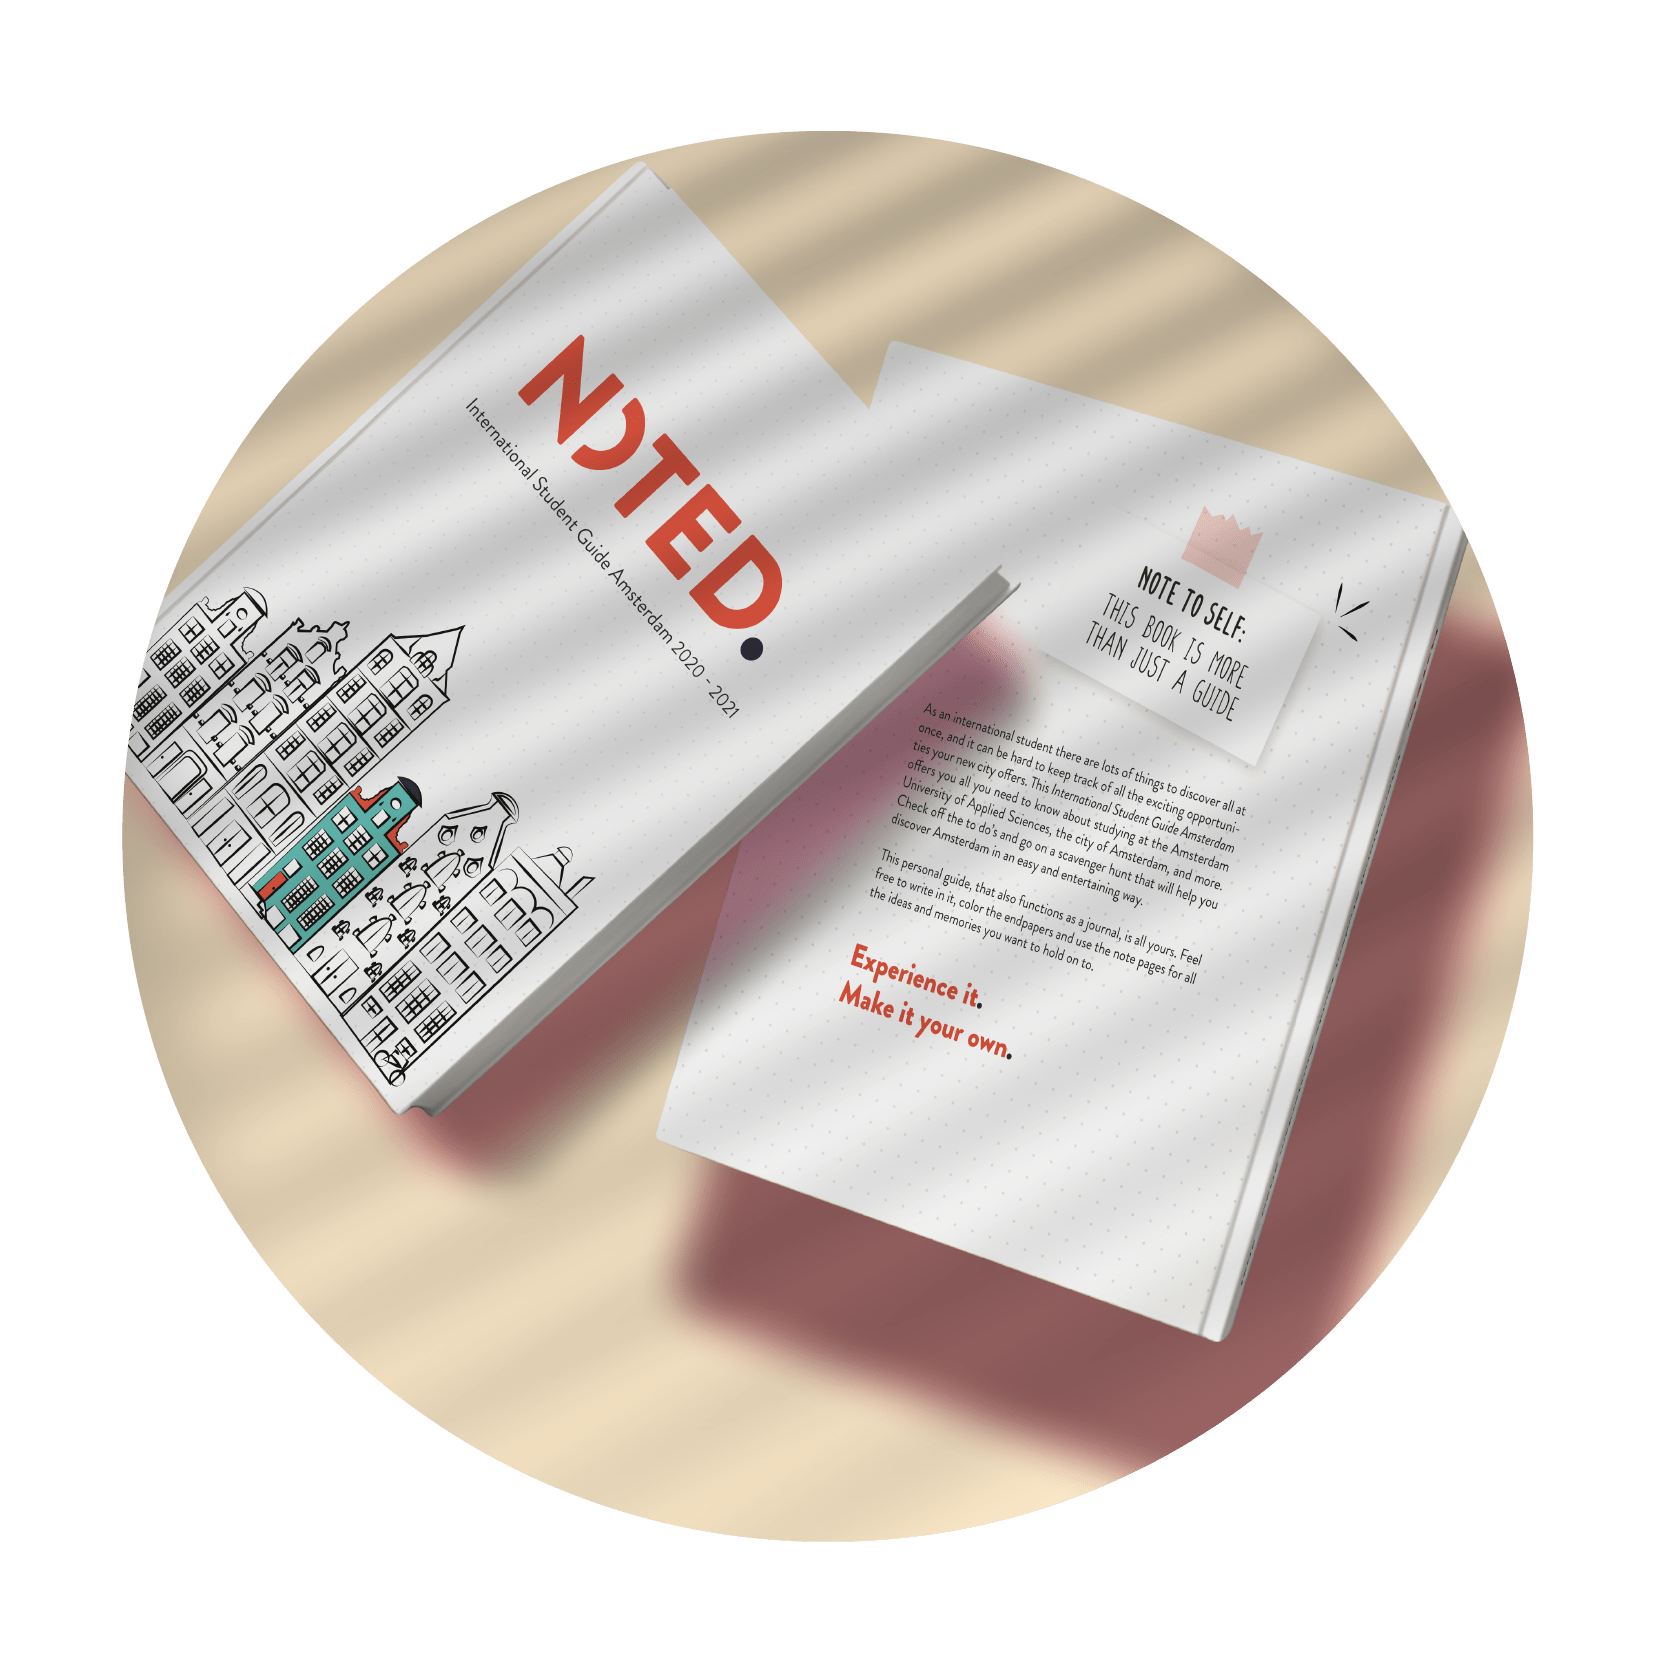 NOTED.
International Student Guide Amsterdam 2020 - 2021
NOTE TO SELF:
THIS BOOK IS MORE
THAN JUST A GUIDE
As an international student there are lots of things to discover all at
once, and it can be hard to keep track of all the exciting opportuni-
ties your new city offers. This International Student Guide Amsterdam
offers you all you need to know about studying at the Amsterdam
University of Applied Sciences, the city of Amsterdam, and more.
Check off the to do's and go on a scavenger hunt that will help you
discover Amsterdam in an easy and entertaining way.
This personal guide, that also functions as a journal, is all yours. Feel
free to write in it, color the endpapers and use the note pages for all
the ideas and memories you want to hold on to.
Experience it.
Make it your own.